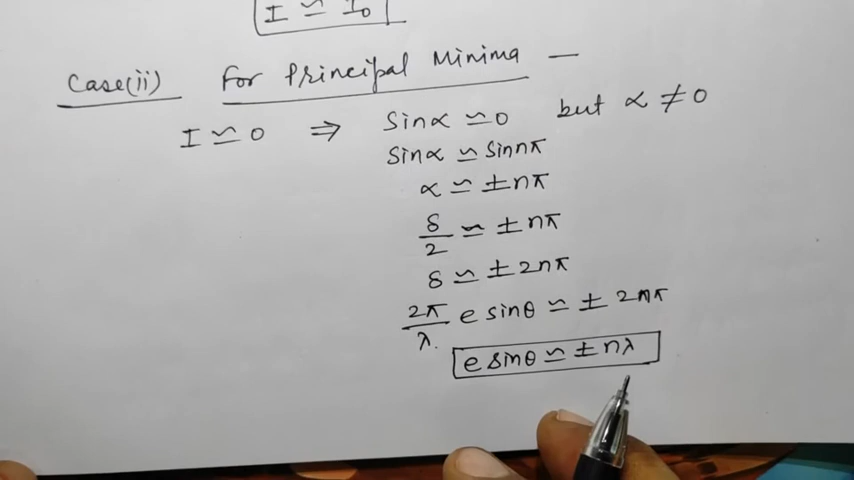 I ≃ I₀
Case(ii) For Principal Minima —
I ≃ 0 ⇒ Sinα ≃ 0 but α ≠ 0
Sinα ≃ Sinnπ
α ≃ ±nπ
δ/2 ≃ ±nπ
δ ≃ ±2nπ
2π/λ. e sinθ ≃ ± 2nπ
e sinθ ≃ ± nλ